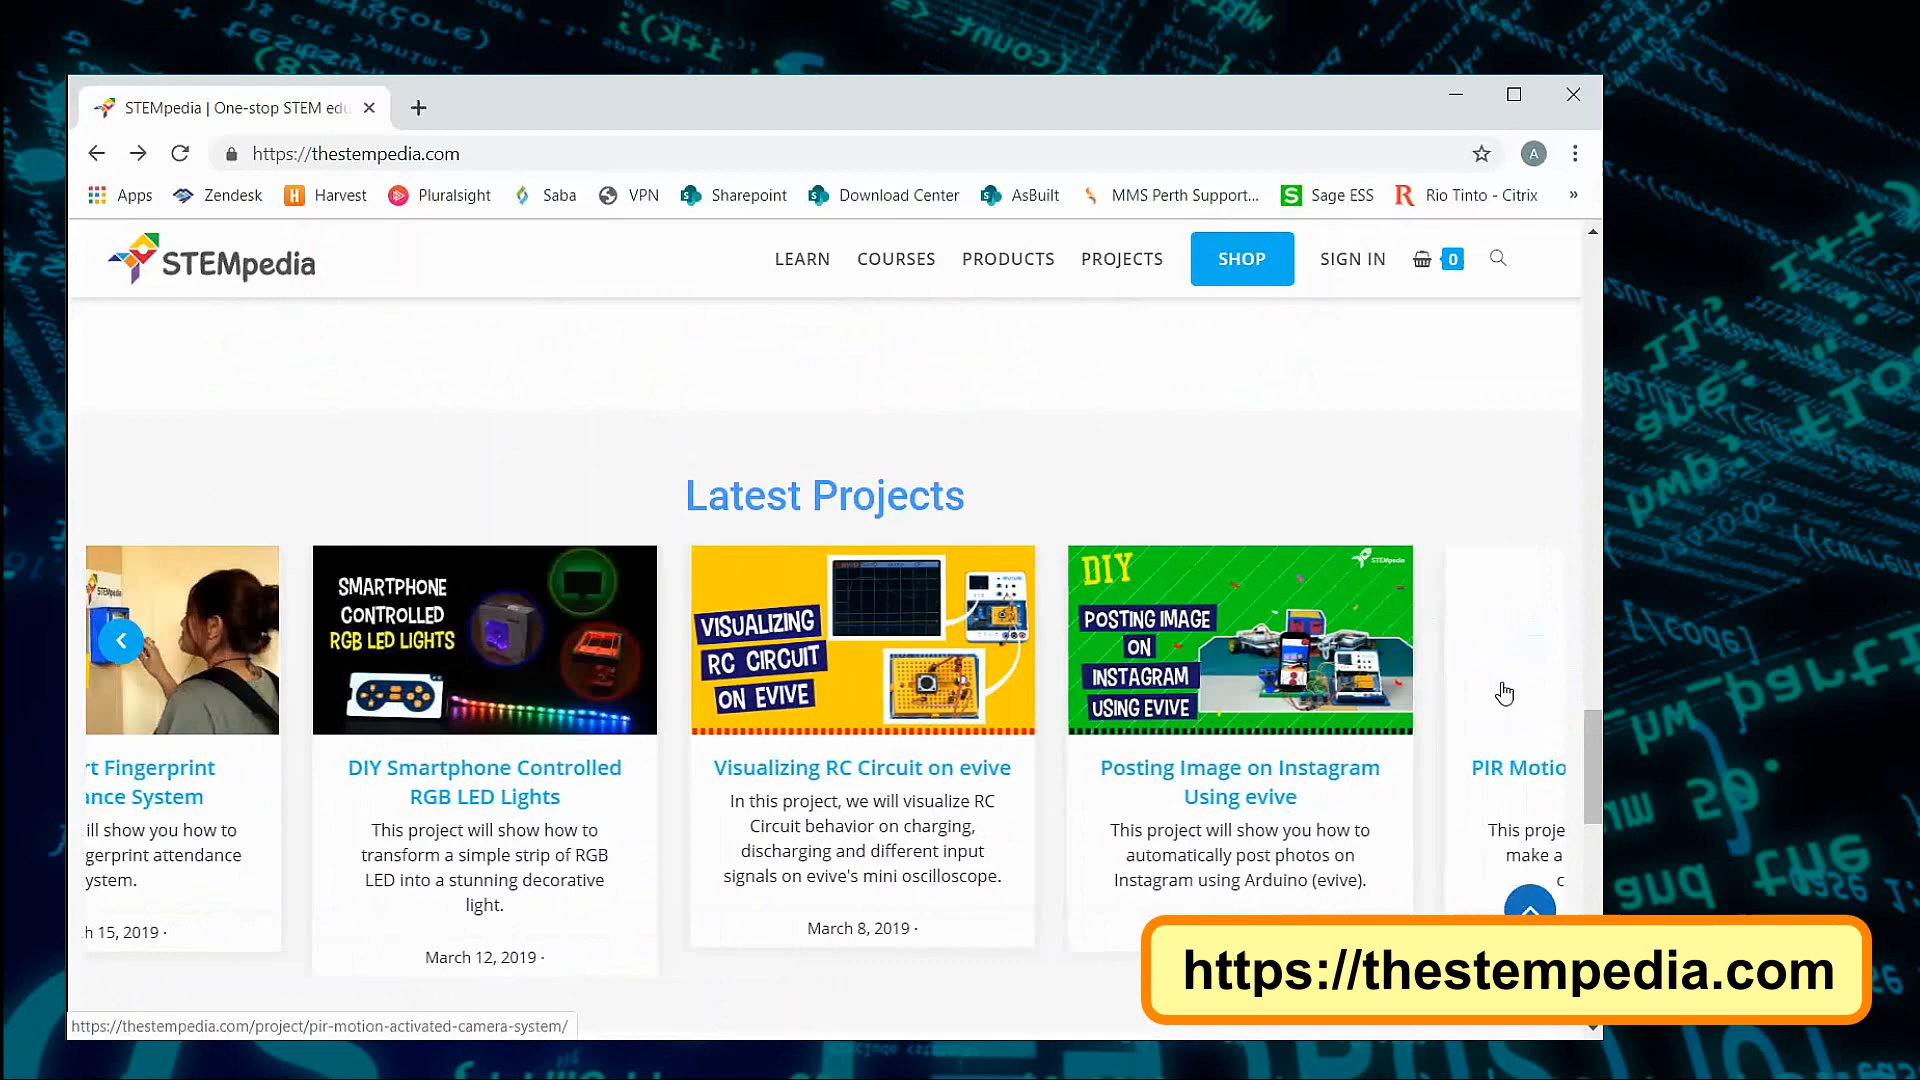 STEMpedia | One-stop STEM edu
https://thestempedia.com
A
Apps
Zendesk
Harvest
Pluralsight
Saba
VPN
Sharepoint
Download Center
AsBuilt
MMS Perth Support...
Sage ESS
Rio Tinto - Citrix
»
STEMpedia
LEARN
COURSES
PRODUCTS
PROJECTS
SHOP
SIGN IN
0
Latest Projects
rt Fingerprint
ance System
ill show you how to
gerprint attendance
ystem.
h 15, 2019 ·
SMARTPHONE
CONTROLLED
RGB LED LIGHTS
DIY Smartphone Controlled
RGB LED Lights
This project will show how to
transform a simple strip of RGB
LED into a stunning decorative
light.
March 12, 2019 ·
VISUALIZING
RC CIRCUIT
ON EVIVE
Visualizing RC Circuit on evive
In this project, we will visualize RC
Circuit behavior on charging,
discharging and different input
signals on evive's mini oscilloscope.
March 8, 2019 ·
DIY
STEMpedia
POSTING IMAGE
ON
INSTAGRAM
USING EVIVE
Posting Image on Instagram
Using evive
This project will show you how to
automatically post photos on
Instagram using Arduino (evive).
PIR Motio
This proje
make a
c
https://thestempedia.com
https://thestempedia.com/project/pir-motion-activated-camera-system/